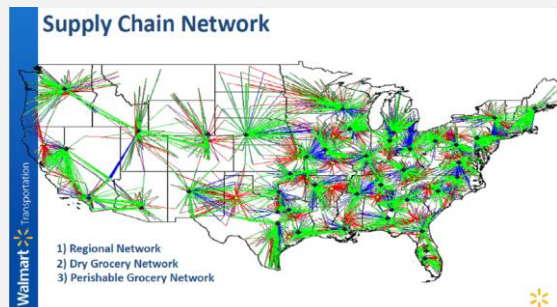 Supply Chain Network
Walmart Transportation
1) Regional Network
2) Dry Grocery Network
3) Perishable Grocery Network